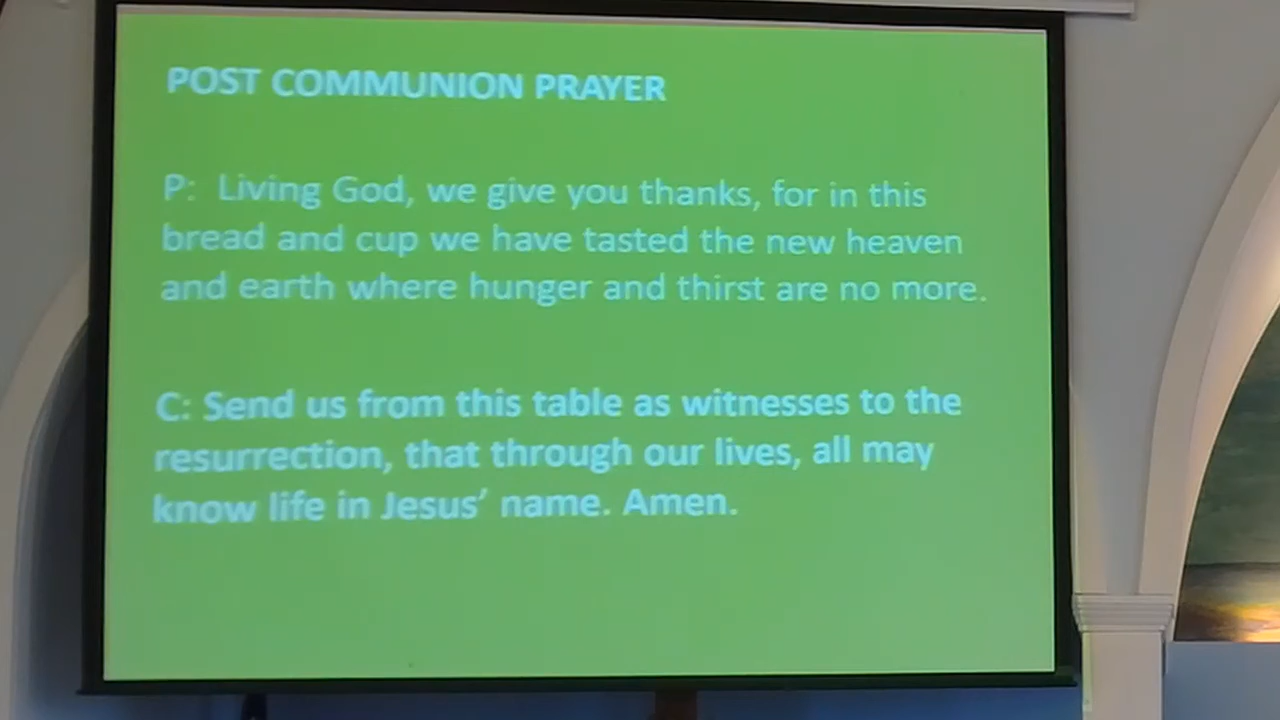 POST COMMUNION PRAYER
P: Living God, we give you thanks, for in this
bread and cup we have tasted the new heaven
and earth where hunger and thirst are no more.
C: Send us from this table as witnesses to the
resurrection, that through our lives, all may
know life in Jesus’ name. Amen.